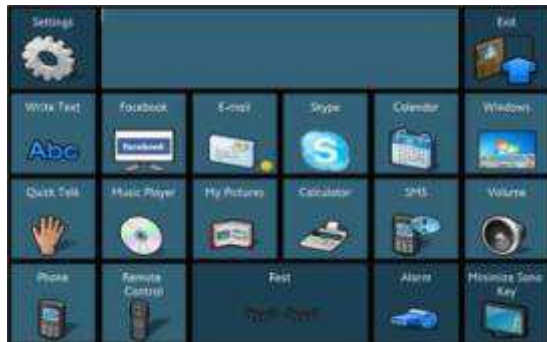 Settings
Exit
Write Text
Facebook
E-mail
Skype
Calendar
Windows
Abc
Facebook
S
Quick Talk
Music Player
My Pictures
Calculator
SMS
Volume
Phone
Remote
Control
Rest
Alarm
Minimize Sono
Key